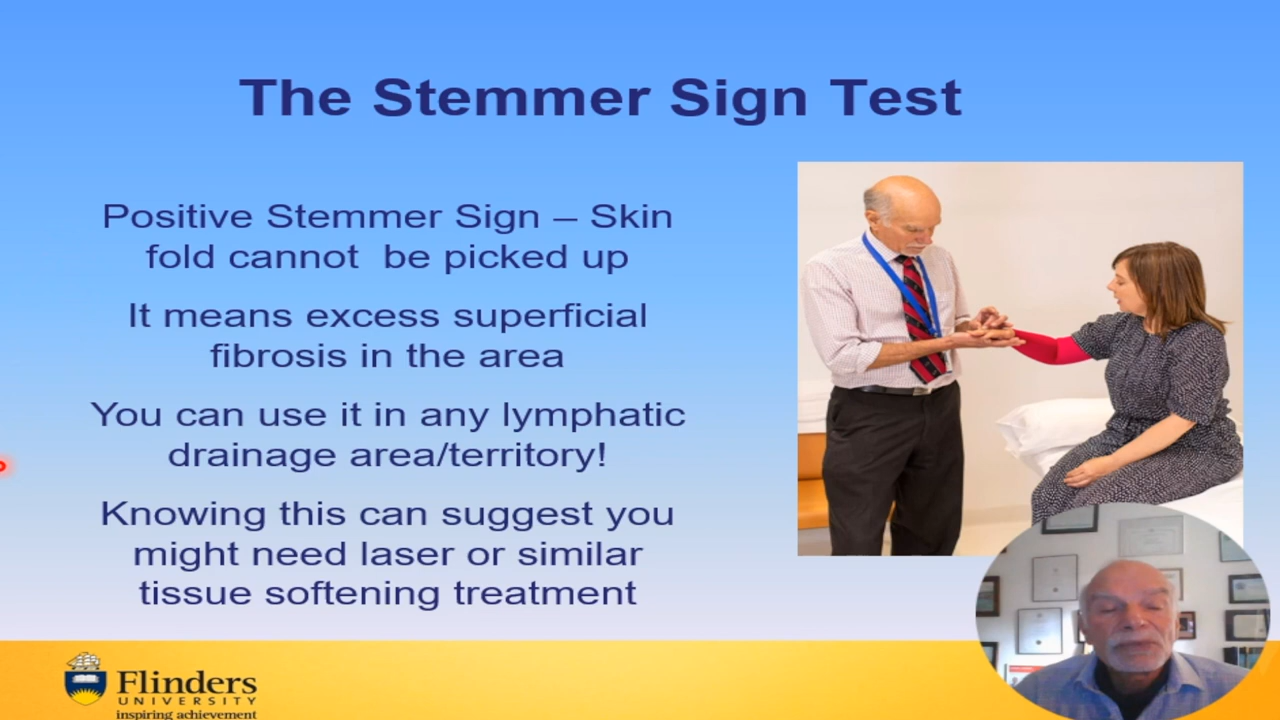 The Stemmer Sign Test
Positive Stemmer Sign – Skin
fold cannot  be picked up
It means excess superficial
fibrosis in the area
You can use it in any lymphatic
drainage area/territory!
Knowing this can suggest you
might need laser or similar
tissue softening treatment
Flinders
UNIVERSITY
inspiring achievement